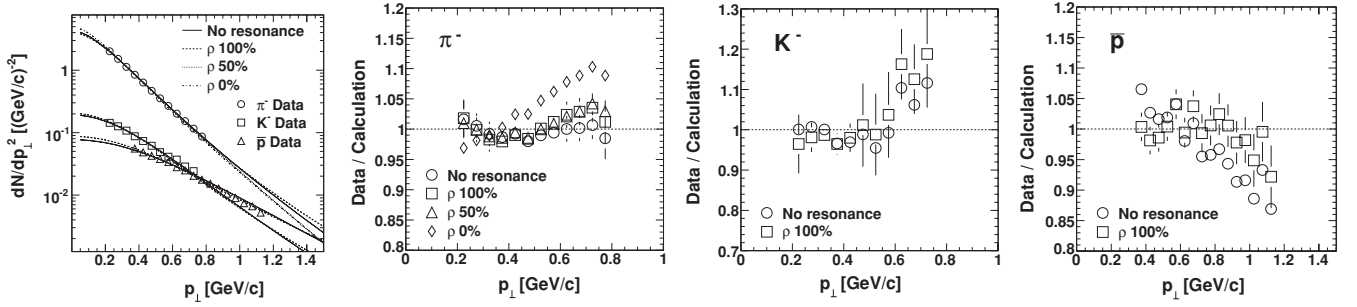 dN/dp⊥² [(GeV/c)⁻²]
1
10⁻¹
10⁻²
No resonance
ρ 100%
ρ 50%
ρ 0%
π⁻ Data
K⁻ Data
p̅ Data
0 0.2 0.4 0.6 0.8 1 1.2 1.4
p⊥ [GeV/c]
Data / Calculation
1.2
1.15
1.1
1.05
1
0.95
0.9
0.85
0.8
π⁻
No resonance
ρ 100%
ρ 50%
ρ 0%
0 0.2 0.4 0.6 0.8 1
p⊥ [GeV/c]
Data / Calculation
1.3
1.2
1.1
1
0.9
0.8
0.7
K⁻
No resonance
ρ 100%
0 0.2 0.4 0.6 0.8 1
p⊥ [GeV/c]
Data / Calculation
1.2
1.15
1.1
1.05
1
0.95
0.9
0.85
0.8
p̅
No resonance
ρ 100%
0 0.2 0.4 0.6 0.8 1 1.2 1.4
p⊥ [GeV/c]